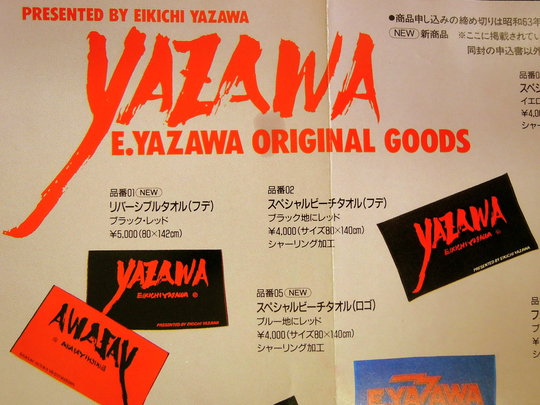 PRESENTED BY EIKICHI YAZAWA
YAZAWA
E.YAZAWA ORIGINAL GOODS
●商品申し込みの締め切りは昭和63年
NEW 新商品 ※ここに掲載されてい
同封の申込書以外
品番01 NEW
リバーシブルタオル(フデ)
ブラック・レッド
¥5,000(80×142cm)
品番02
スペシャルビーチタオル(フデ)
ブラック地にレッド
¥4,000(サイズ80×140cm)
シャーリング加工
スペシ
イエロ
¥4,0
シャー
YAZAWA
EIKICHI YAZAWA
PRESENTED BY EIKICHI YAZAWA
YAZAWA
EIKICHI YAZAWA
PRESENTED BY EIKICHI YAZAWA
YAZAWA
品番05 NEW
スペシャルビーチタオル(ロゴ)
ブルー地にレッド
¥4,000(サイズ80×140cm)
シャーリング加工
E.YAZAWA